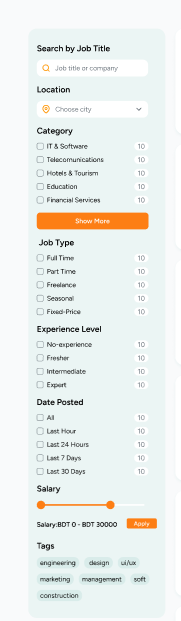 Search by Job Title
Job title or company
Location
Choose city
Category
IT & Software 10
Telecomunications 10
Hotels & Tourism 10
Education 10
Financial Services 10
Show More
Job Type
Full Time 10
Part Time 10
Freelance 10
Seasonal 10
Fixed-Price 10
Experience Level
No-experience 10
Fresher 10
Intermediate 10
Expert 10
Date Posted
All 10
Last Hour 10
Last 24 Hours 10
Last 7 Days 10
Last 30 Days 10
Salary
Salary:BDT 0 - BDT 30000 Apply
Tags
engineering design ui/ux
marketing management soft
construction